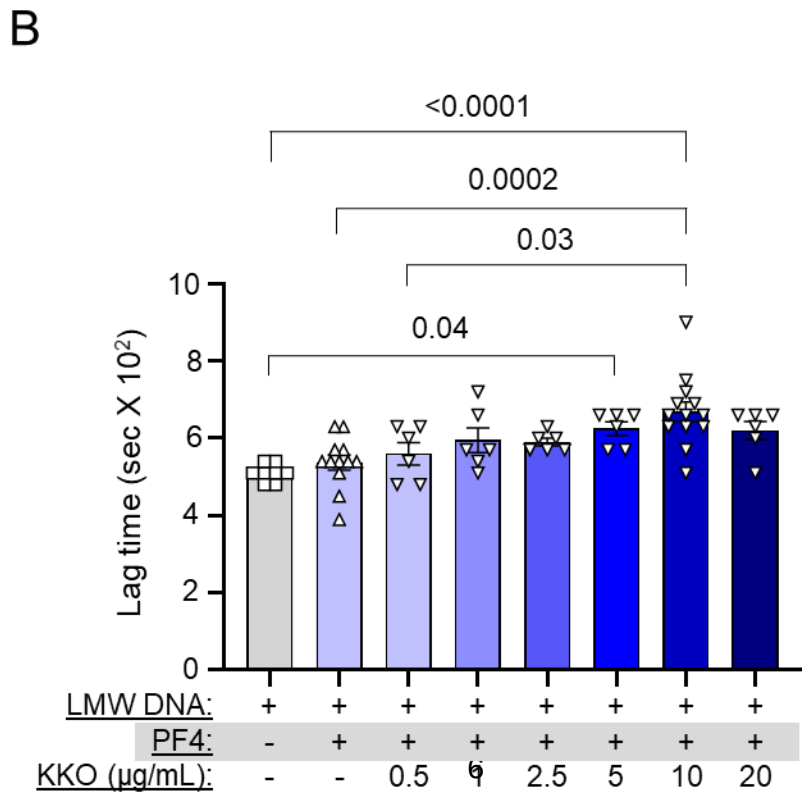 B
<0.0001
0.0002
0.03
0.04
Lag time (sec X 10²)
10
8
6
4
2
0
LMW DNA: + + + + + + + +
PF4: - + + + + + + +
KKO (µg/mL): - - 0.5 1 2.5 5 10 20
6